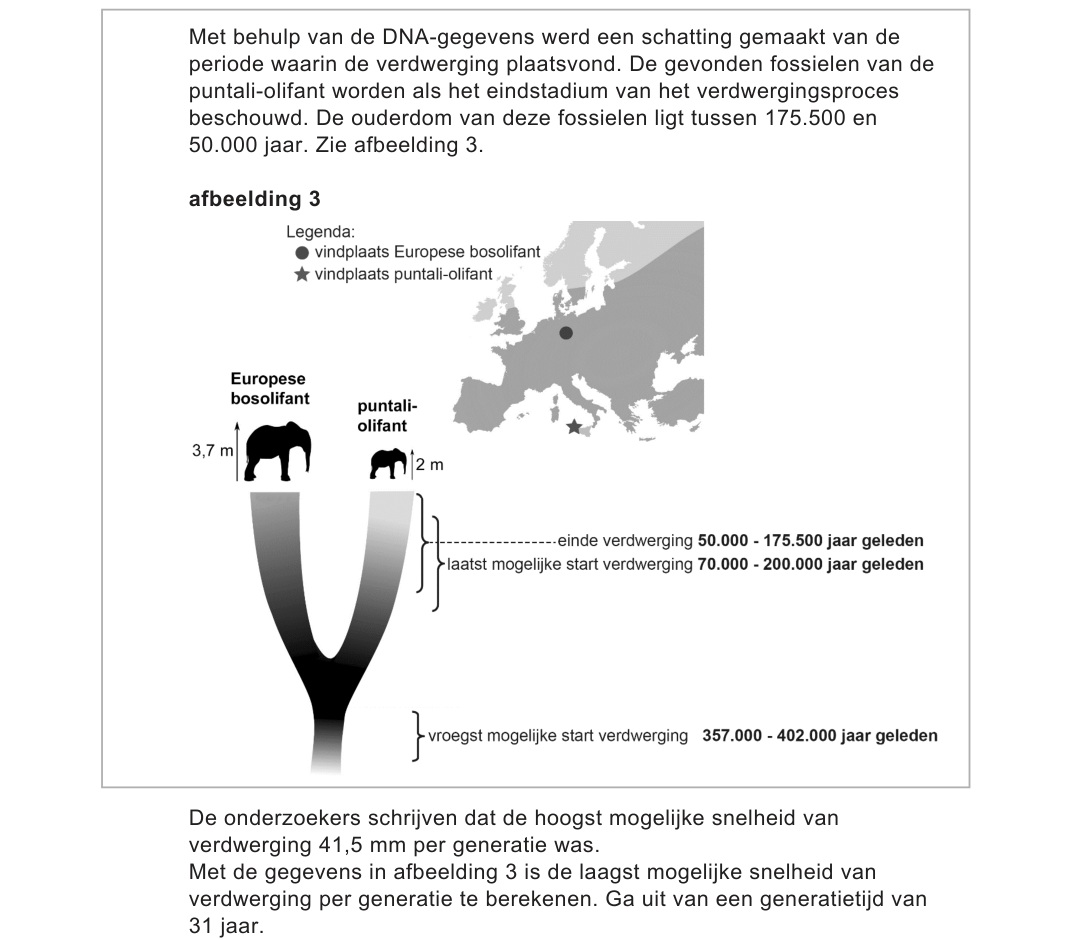 Met behulp van de DNA-gegevens werd een schatting gemaakt van de
periode waarin de verdwerging plaatsvond. De gevonden fossielen van de
puntali-olifant worden als het eindstadium van het verdwergingsproces
beschouwd. De ouderdom van deze fossielen ligt tussen 175.500 en
50.000 jaar. Zie afbeelding 3.
afbeelding 3
Legenda:
vindplaats Europese bosolifant
vindplaats puntali-olifant
Europese
bosolifant
puntali-
olifant
3,7 m
2 m
einde verdwerging 50.000 - 175.500 jaar geleden
laatst mogelijke start verdwerging 70.000 - 200.000 jaar geleden
vroegst mogelijke start verdwerging 357.000 - 402.000 jaar geleden
De onderzoekers schrijven dat de hoogst mogelijke snelheid van
verdwerging 41,5 mm per generatie was.
Met de gegevens in afbeelding 3 is de laagst mogelijke snelheid van
verdwerging per generatie te berekenen. Ga uit van een generatietijd van
31 jaar.